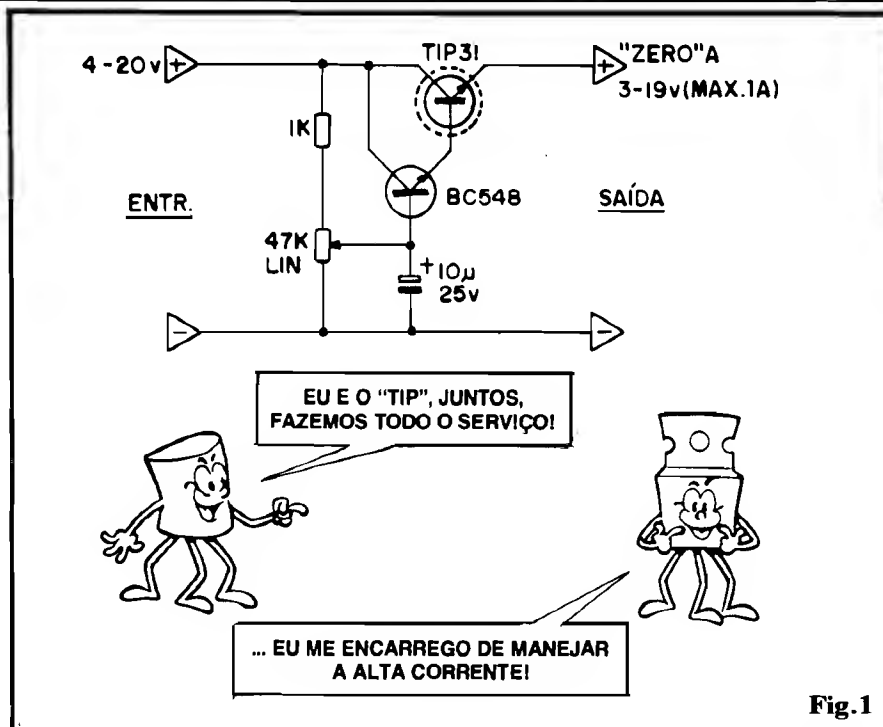 4-20v +
TIP31
+ "ZERO" A
3-19v (MAX.1A)
1K
BC548
ENTR.
SAÍDA
47K
LIN
+ 10µ
25v
-
-
EU E O "TIP", JUNTOS,
FAZEMOS TODO O SERVIÇO!
... EU ME ENCARREGO DE MANEJAR
A ALTA CORRENTE!
Fig.1